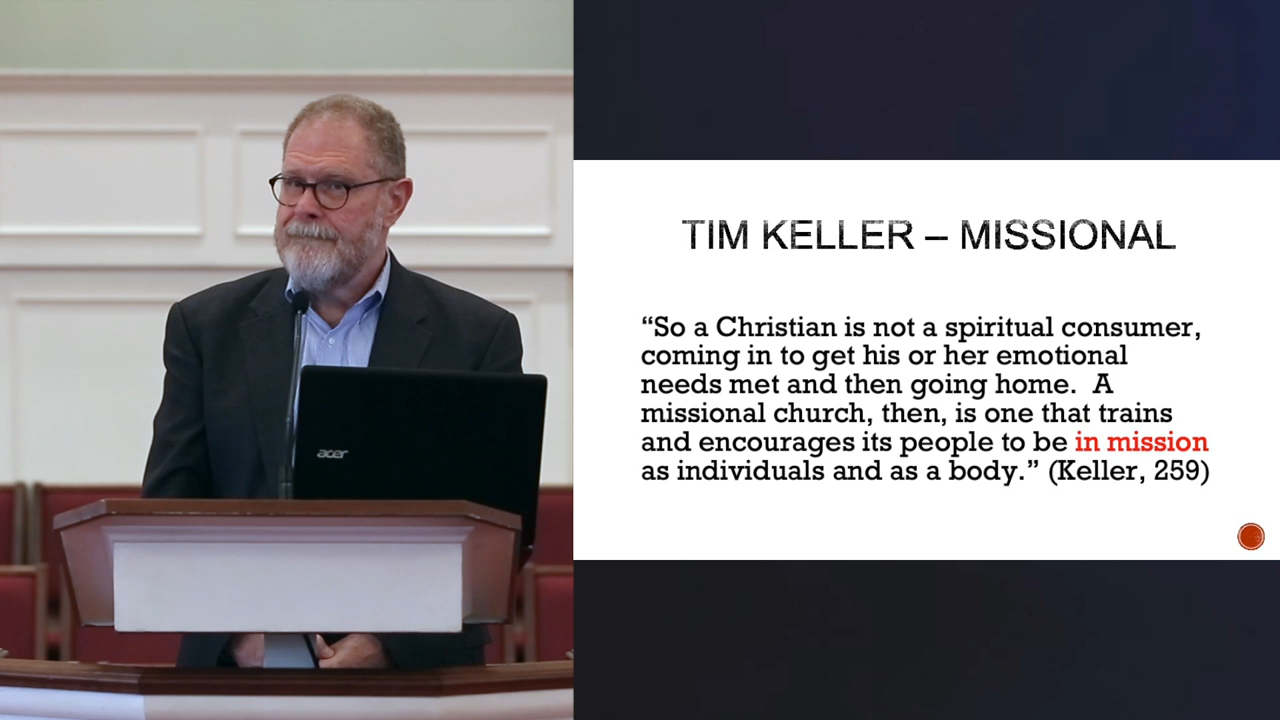 acer
TIM KELLER – MISSIONAL
“So a Christian is not a spiritual consumer,
coming in to get his or her emotional
needs met and then going home.  A
missional church, then, is one that trains
and encourages its people to be in mission
as individuals and as a body.” (Keller, 259)